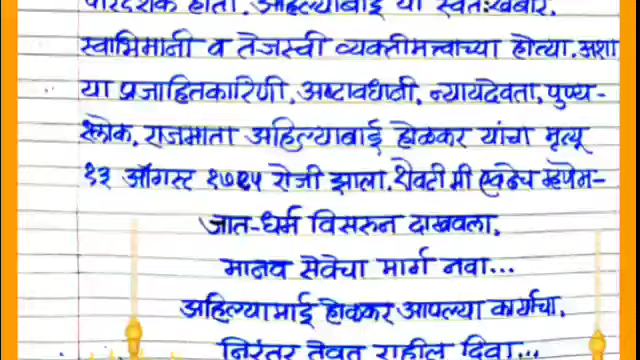 पारदर्शक होता. अहिल्याबाई या स्वतः खंबीर,
स्वाभिमानी व तेजस्वी व्यक्तीमत्त्वाच्या होत्या. अशा
या प्रजाहितकारिणी, अष्टावधानी, न्यायदेवता, पुण्य-
श्लोक, राजमाता अहिल्याबाई होळकर यांचा मृत्यू
१३ ऑगस्ट १७९५ रोजी झाला. शेवटी मी एवढेच म्हणेन-
जात-धर्म विसरुन दाखवला,
मानव सेवेचा मार्ग नवा...
अहिल्यामाई होळकर आपल्या कार्याचा,
निरंतर तेवत राहील दिवा...